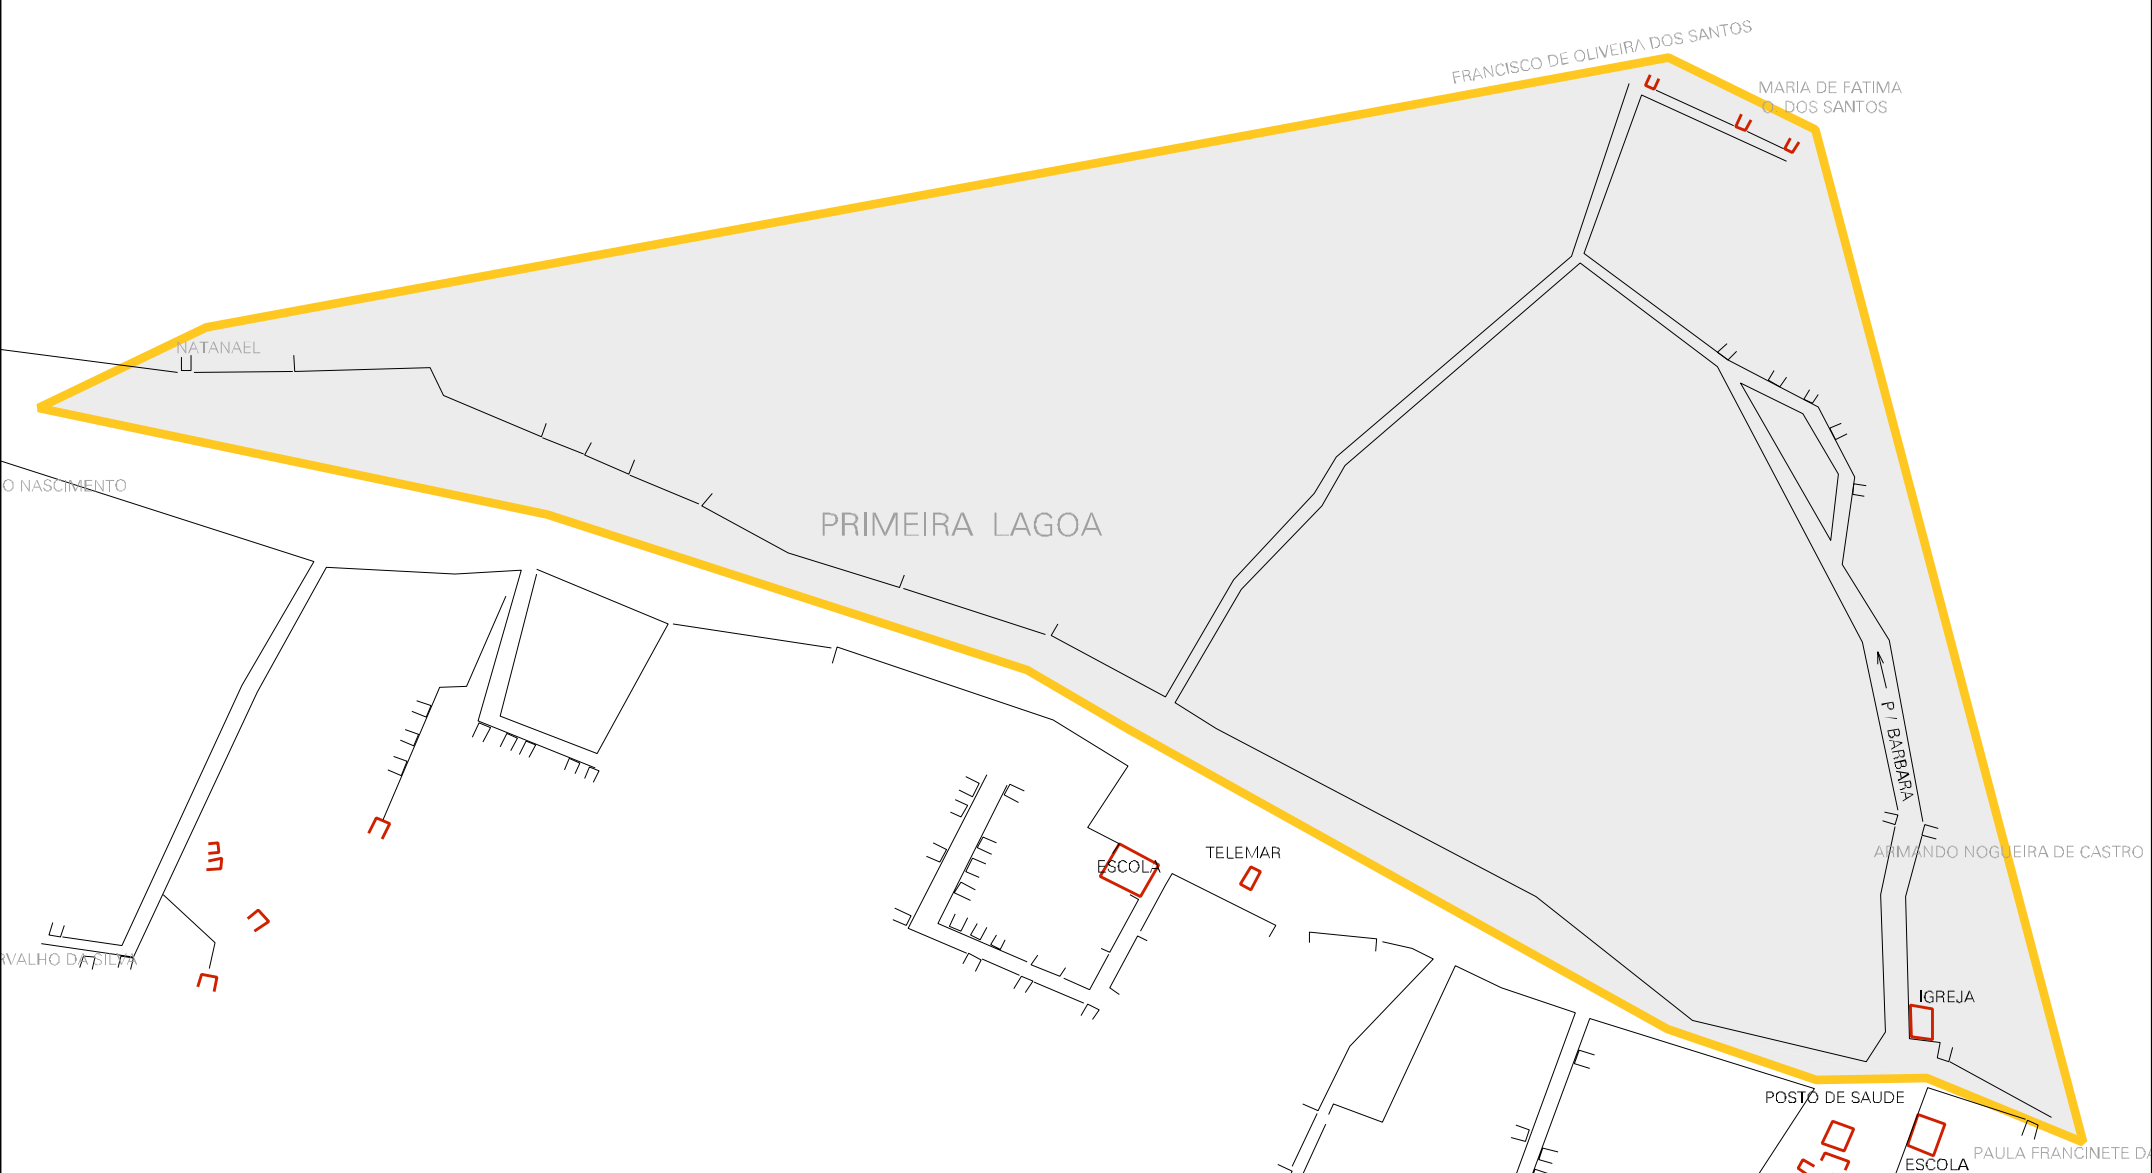 FRANCISCO DE OLIVEIRA DOS SANTOS
MARIA DE FATIMA
O. DOS SANTOS
NATANAEL
O NASCIMENTO
PRIMEIRA LAGOA
P / BARBARA
TELEMAR
ESCOLA
ARMANDO NOGUEIRA DE CASTRO
RVALHO DA SILVA
IGREJA
POSTO DE SAUDE
PAULA FRANCINETE DA
ESCOLA